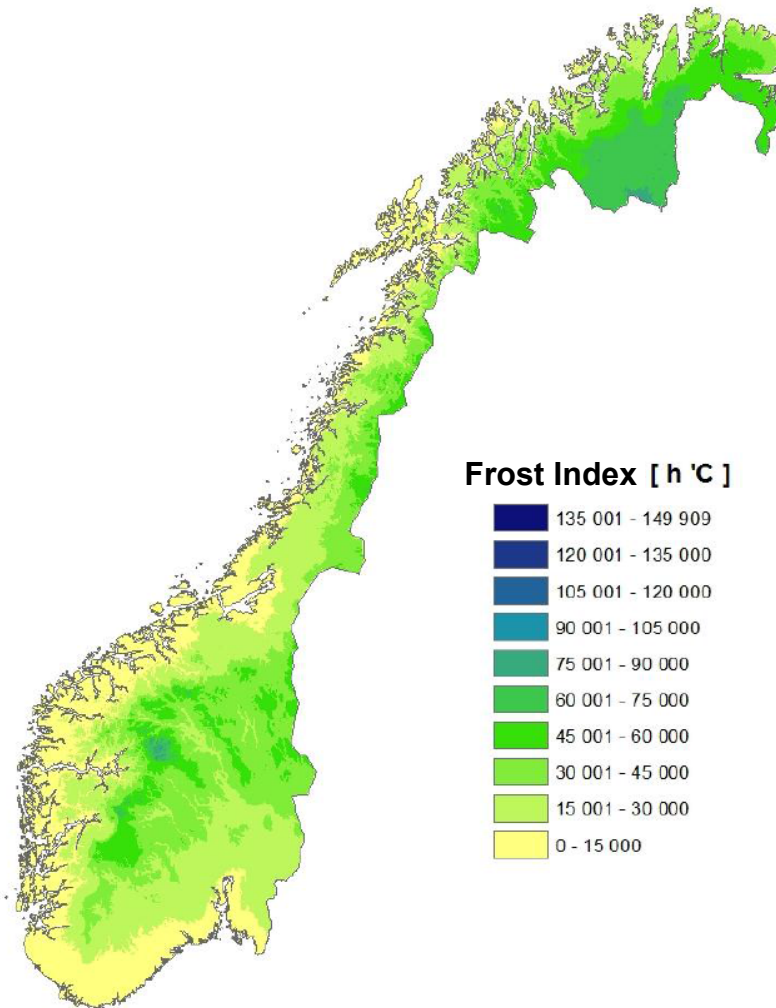 Frost Index [ h 'C ]
135 001 - 149 909
120 001 - 135 000
105 001 - 120 000
90 001 - 105 000
75 001 - 90 000
60 001 - 75 000
45 001 - 60 000
30 001 - 45 000
15 001 - 30 000
0 - 15 000